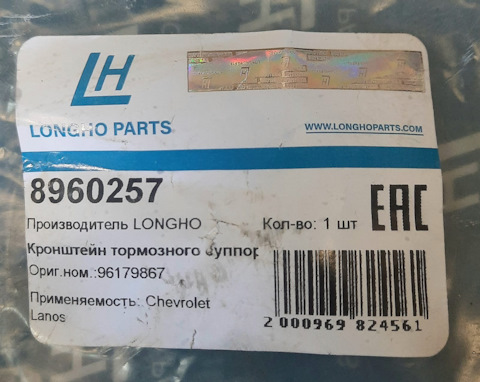 LH
LONGHO PARTS
WWW.LONGHOPARTS.COM
8960257
Производитель LONGHO
Кол-во: 1 шт
EAC
Кронштейн тормозного суппор
Ориг.ном.:96179867
Применяемость: Chevrolet
Lanos
2 000969 824561